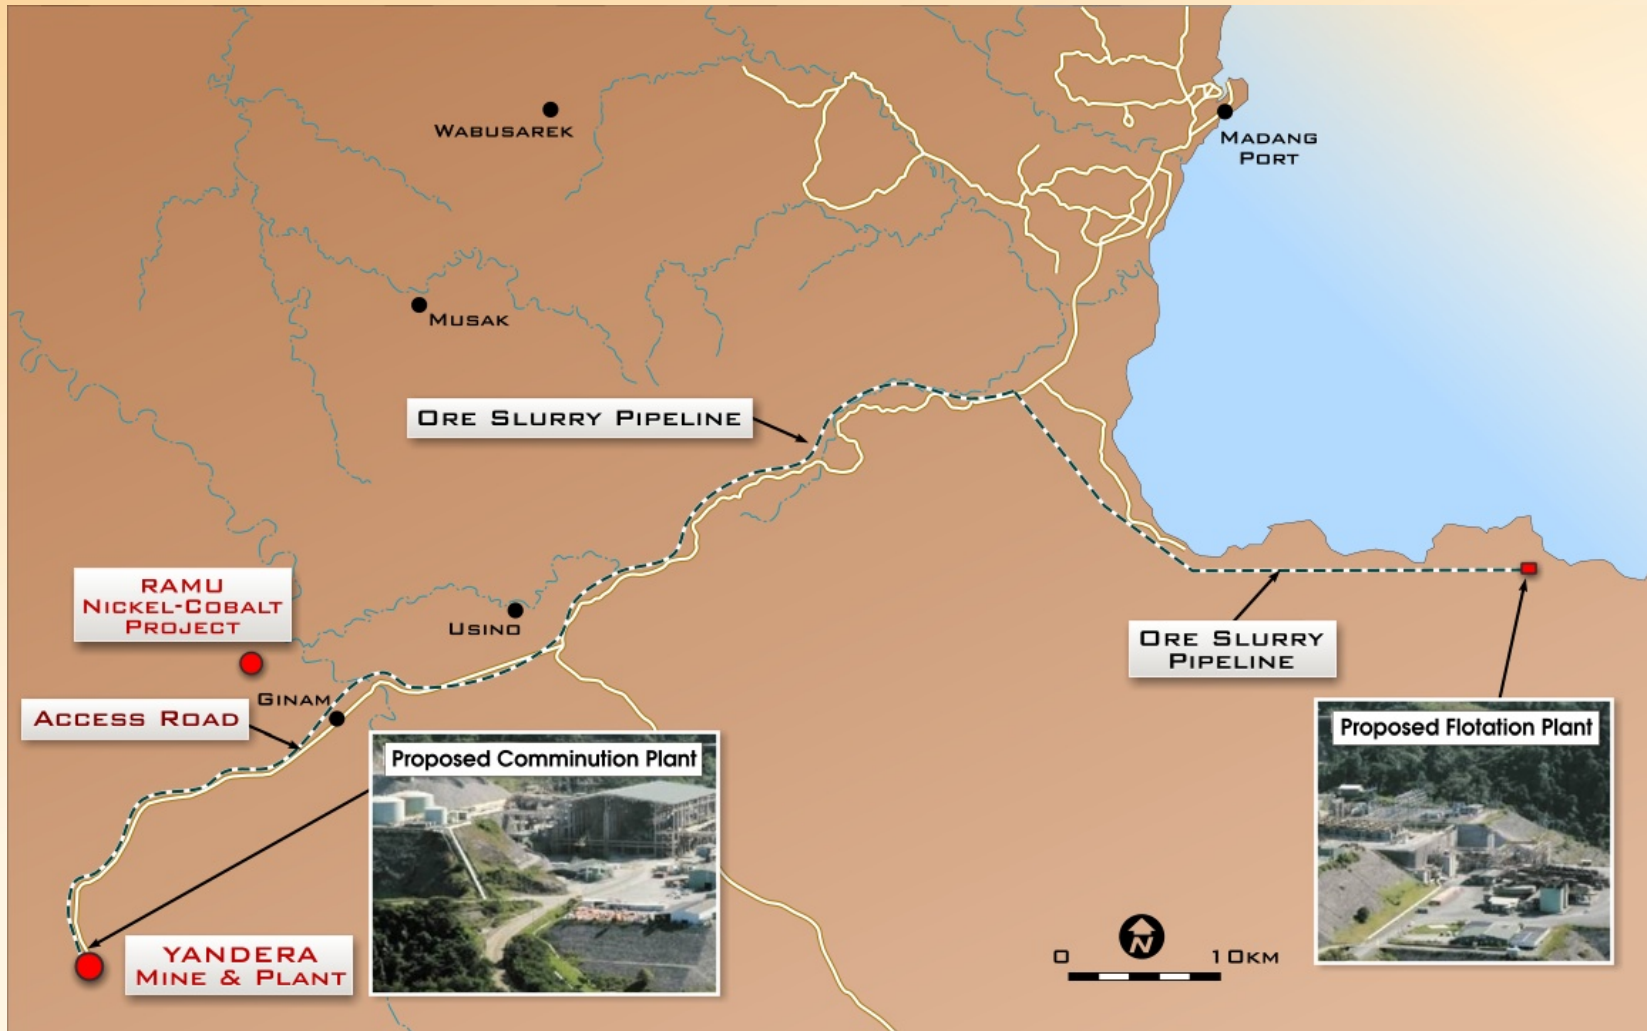 WABUSAREK
MADANG
PORT
MUSAK
ORE SLURRY PIPELINE
RAMU
NICKEL-COBALT
PROJECT
USINO
ORE SLURRY
PIPELINE
GINAM
ACCESS ROAD
Proposed Comminution Plant
Proposed Flotation Plant
YANDERA
MINE & PLANT
N
0 10KM